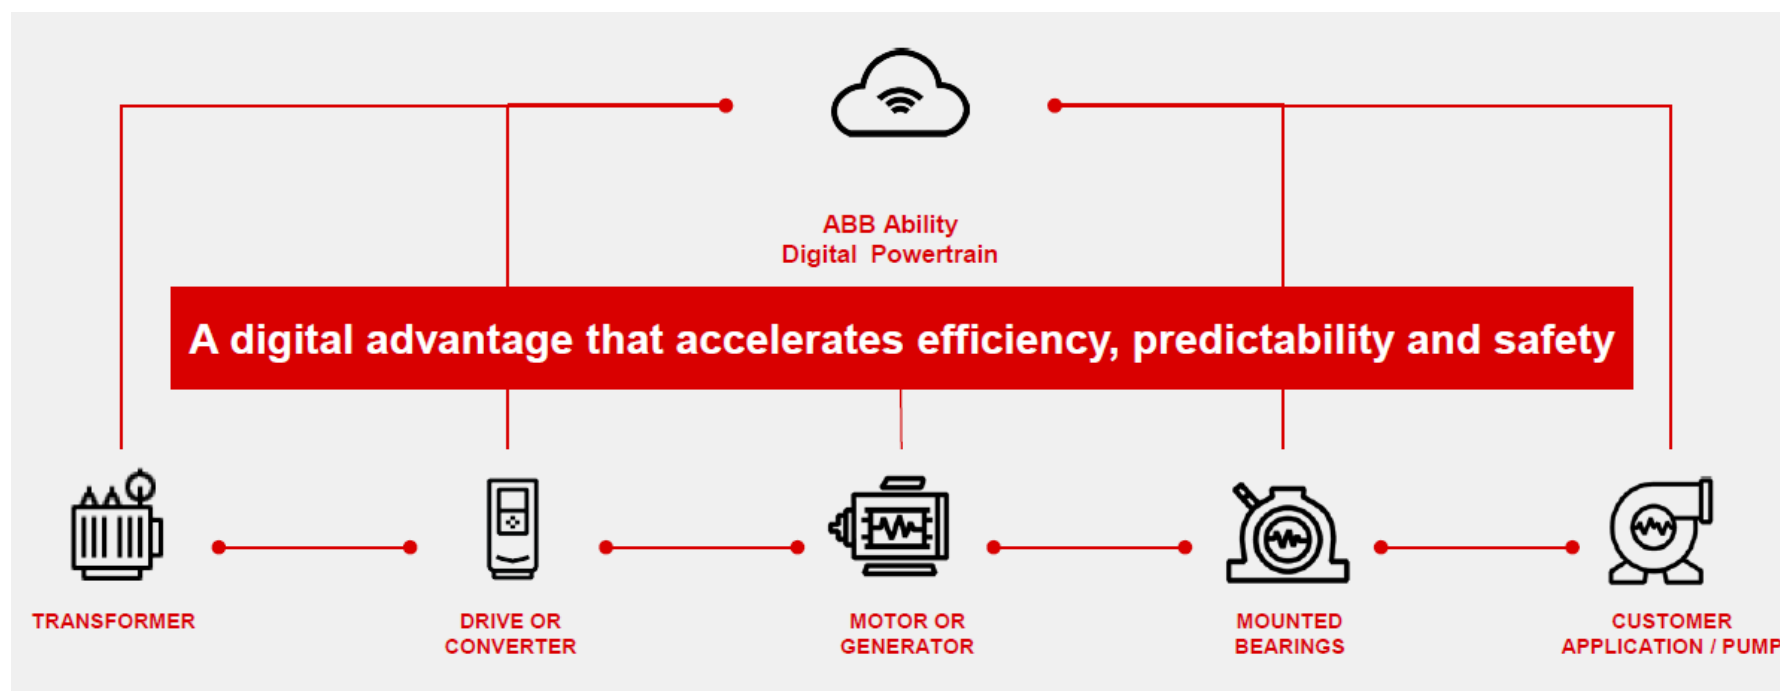 ABB Ability
Digital Powertrain
A digital advantage that accelerates efficiency, predictability and safety
TRANSFORMER
DRIVE OR
CONVERTER
MOTOR OR
GENERATOR
MOUNTED
BEARINGS
CUSTOMER
APPLICATION / PUMP